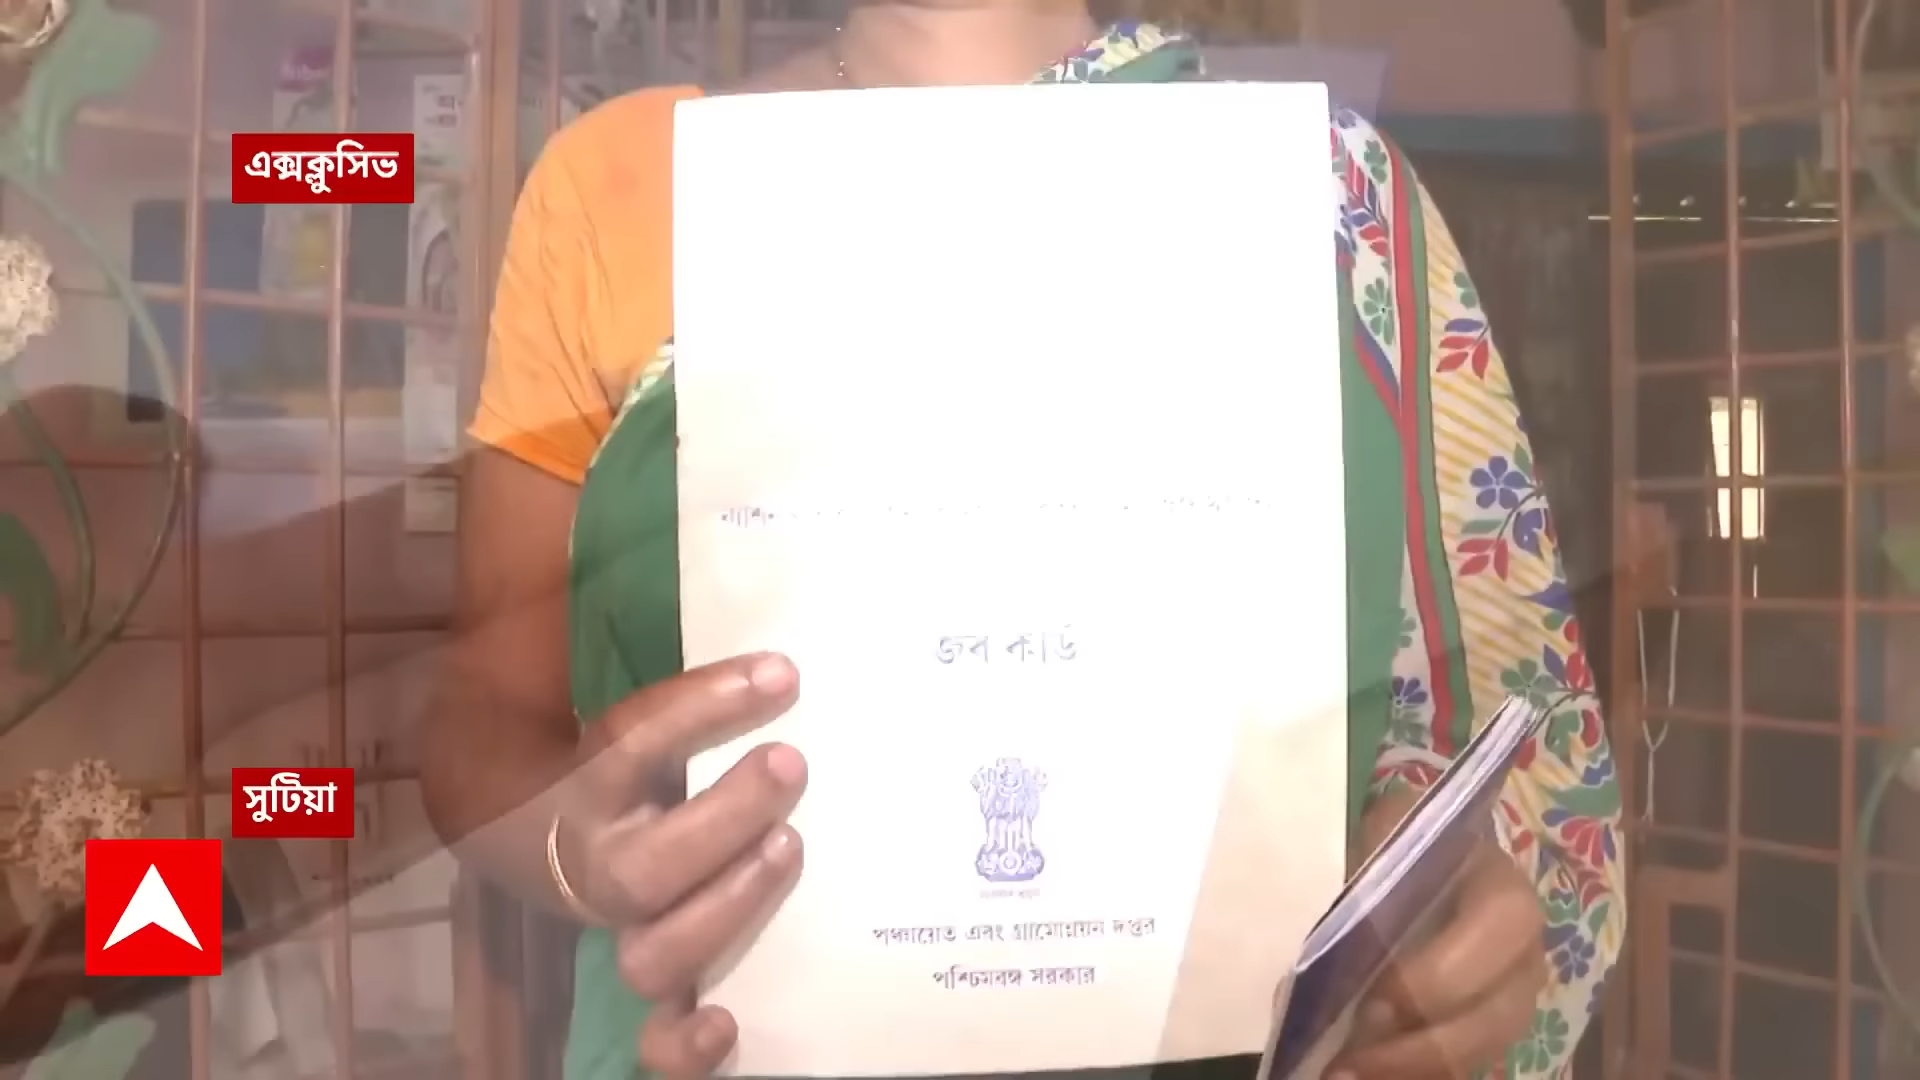 এক্সক্লুসিভ
জব কার্ড
পঞ্চায়েত এবং গ্রামোন্নয়ন দপ্তর
পশ্চিমবঙ্গ সরকার
সুটিয়া